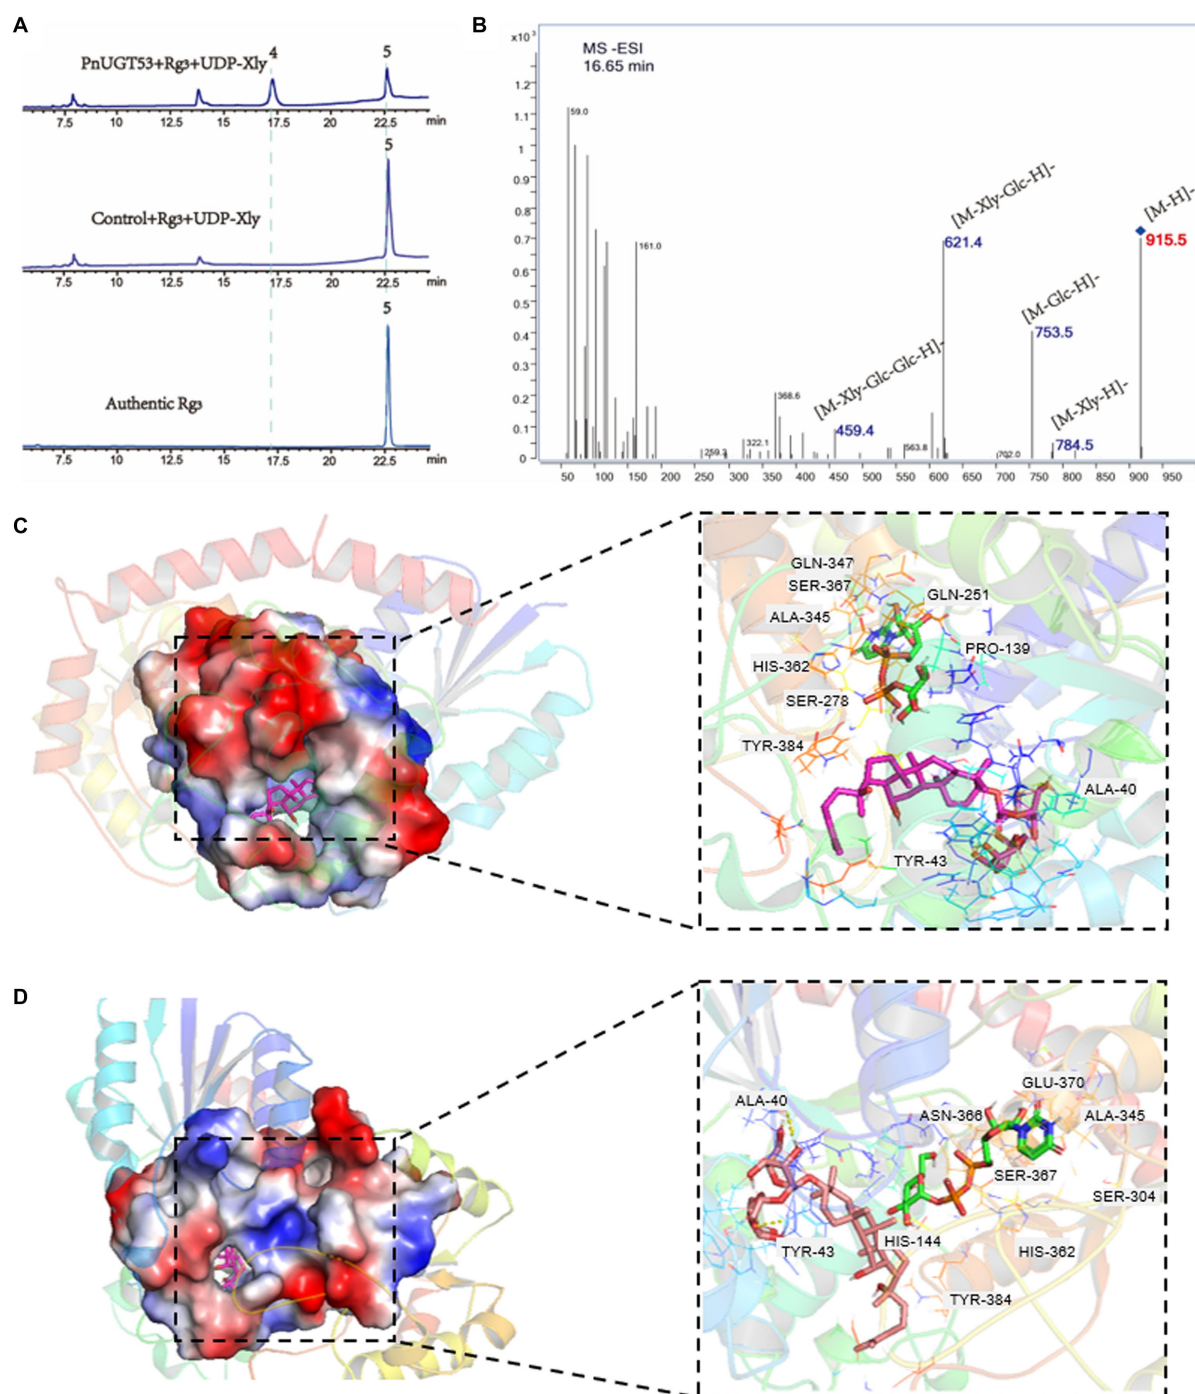 A
PnUGT53+Rg3+UDP-Xly
4
5
7.5 10 12.5 15 17.5 20 22.5 min
5
Control+Rg3+UDP-Xly
7.5 10 12.5 15 17.5 20 22.5 min
5
Authentic Rg3
7.5 10 12.5 15 17.5 20 22.5 min
B
x10³
MS -ESI
16.65 min
1.2
1.1
1
0.9
0.8
0.7
0.6
0.5
0.4
0.3
0.2
0.1
0
59.0
161.0
259.3
322.1
368.6
[M-Xly-Glc-Glc-H]-
459.4
563.8
[M-Xly-Glc-H]-
621.4
702.0
[M-Glc-H]-
753.5
[M-Xly-H]-
784.5
[M-H]-
915.5
50 100 150 200 250 300 350 400 450 500 550 600 650 700 750 800 850 900 950
C
GLN-347
SER-367
GLN-251
ALA-345
PRO-139
HIS-362
SER-278
TYR-384
ALA-40
TYR-43
D
GLU-370
ALA-40
ASN-366
ALA-345
SER-367
SER-304
TYR-43
HIS-144
HIS-362
TYR-384